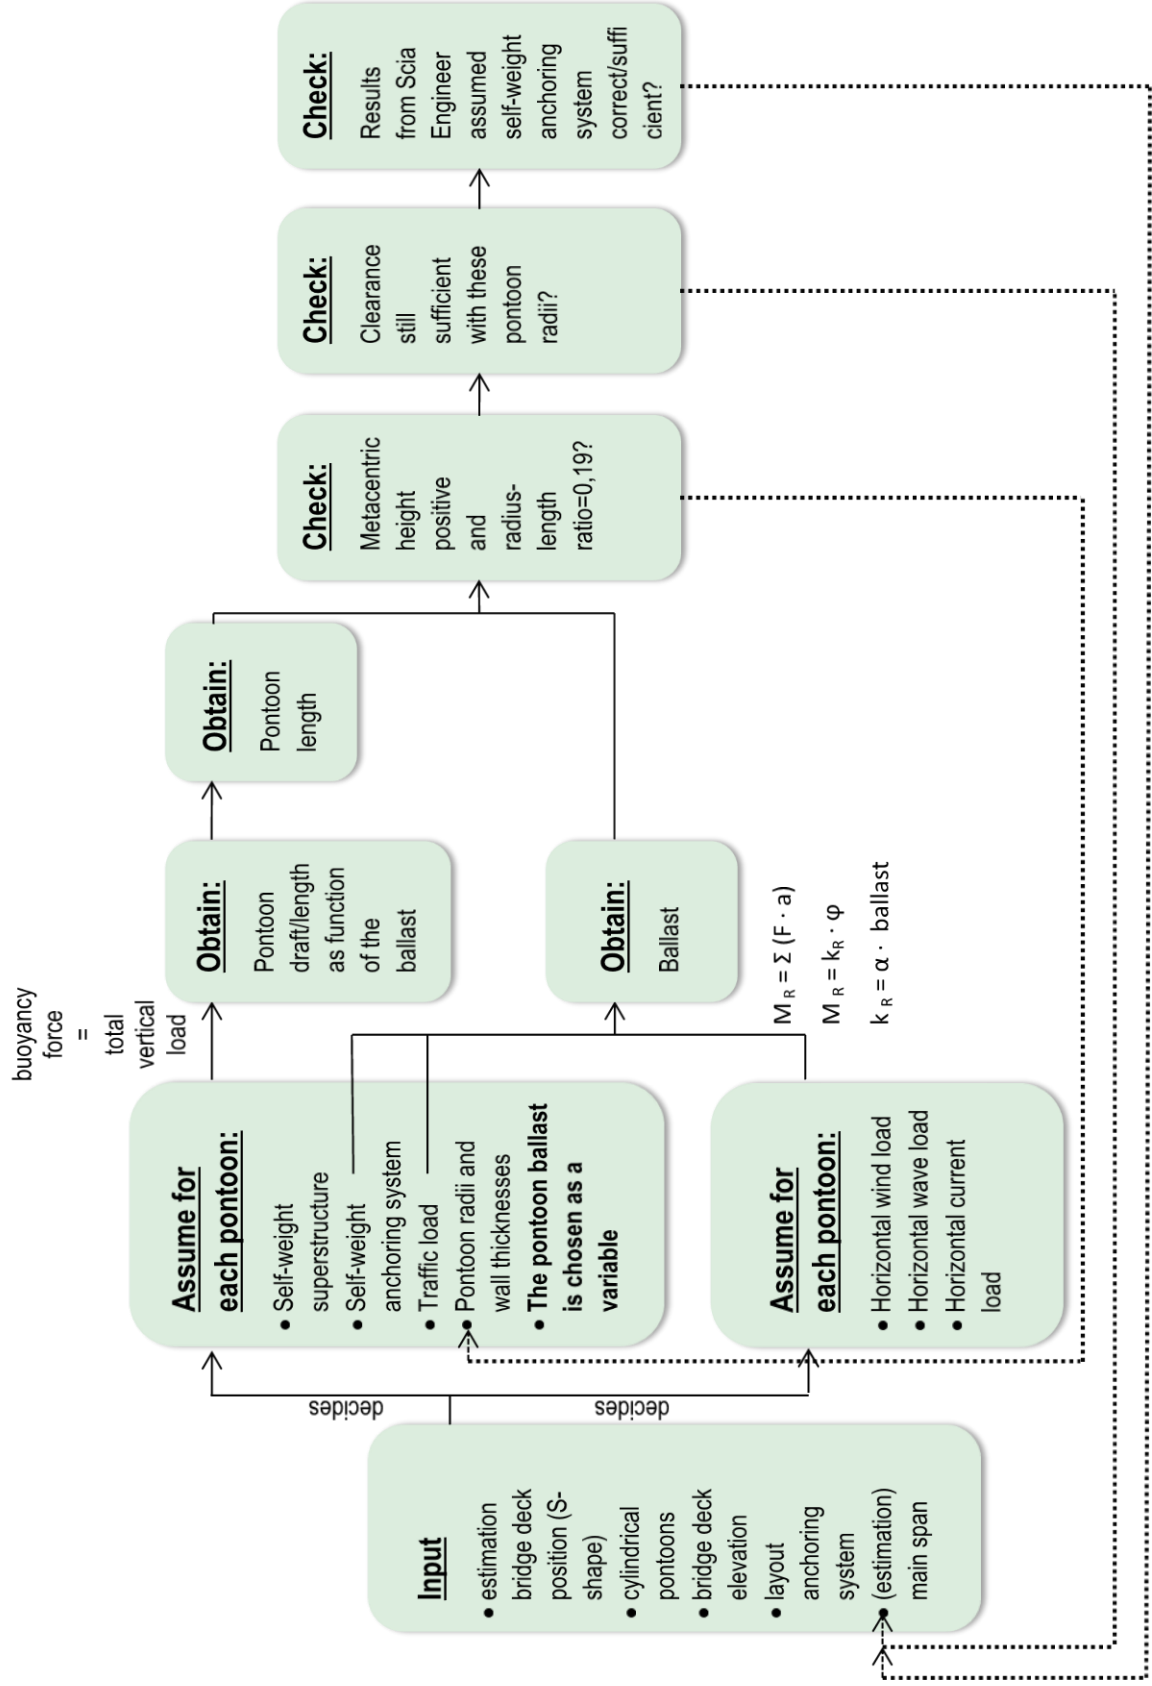 Input
• estimation
bridge deck
position (S-
shape)
• cylindrical
pontoons
• bridge deck
elevation
• layout
anchoring
system
• (estimation)
main span
decides
decides
Assume for
each pontoon:
• Self-weight
superstructure
• Self-weight
anchoring system
• Traffic load
• Pontoon radii and
wall thicknesses
• The pontoon ballast
is chosen as a
variable
Assume for
each pontoon:
• Horizontal wind load
• Horizontal wave load
• Horizontal current
load
buoyancy
force
=
total
vertical
load
Obtain:
Pontoon
draft/length
as function
of the
ballast
Obtain:
Ballast
M R = Σ (F · a)
M R = k R · φ
k R = α · ballast
Obtain:
Pontoon
length
Check:
Metacentric
height
positive
and
radius-
length
ratio=0,19?
Check:
Clearance
still
sufficient
with these
pontoon
radii?
Check:
Results
from Scia
Engineer
assumed
self-weight
anchoring
system
correct/suffi
cient?